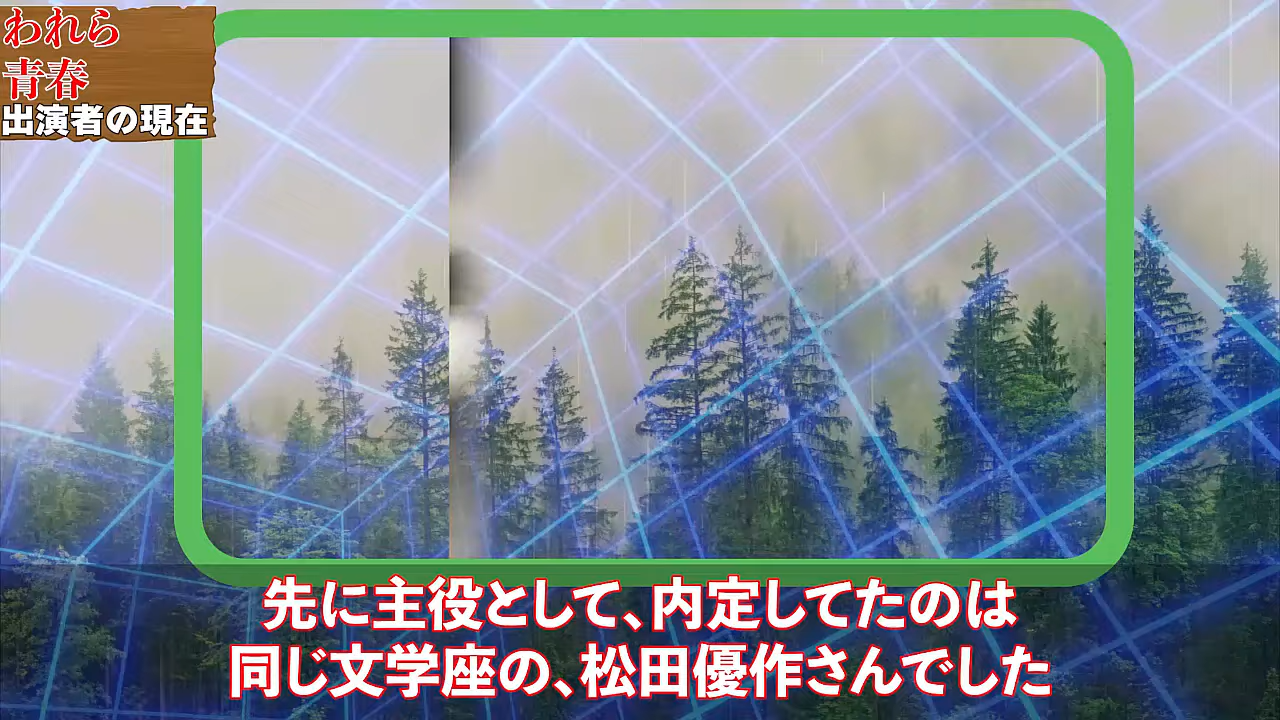 われら
青春
出演者の現在
先に主役として、内定してたのは
同じ文学座の、松田優作さんでした